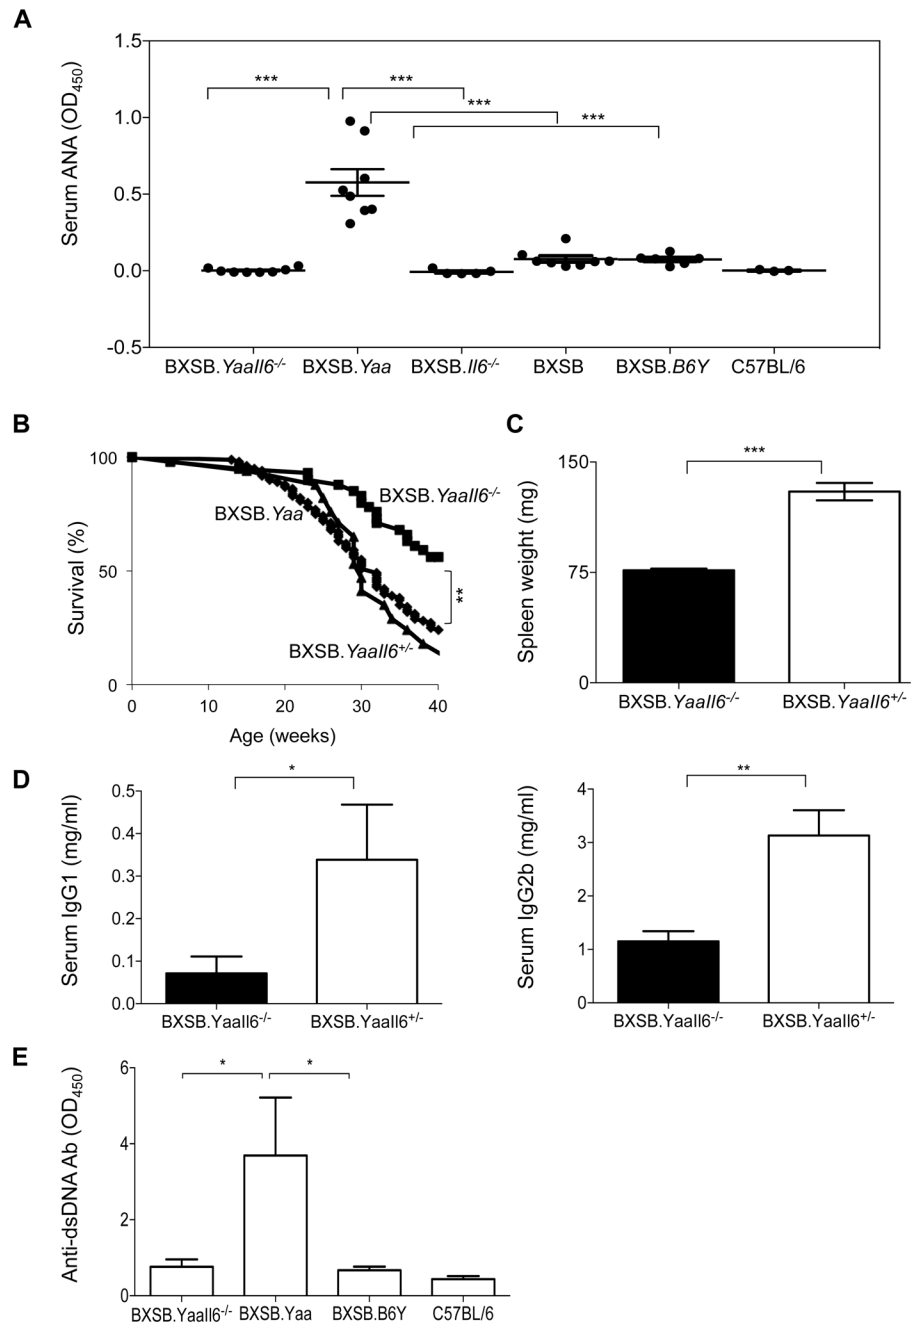 A
Serum ANA (OD450)
1.5
1.0
0.5
0.0
-0.5
***
***
***
***
BXSB.YaaIl6-/-
BXSB.Yaa
BXSB.Il6-/-
BXSB
BXSB.B6Y
C57BL/6
B
Survival (%)
100
50
0
0
10
20
30
40
Age (weeks)
BXSB.YaaIl6-/-
BXSB.Yaa
BXSB.YaaIl6+/-
**
C
Spleen weight (mg)
150
75
0
***
BXSB.YaaIl6-/-
BXSB.YaaIl6+/-
D
Serum IgG1 (mg/ml)
0.5
0.4
0.3
0.2
0.1
0.0
*
BXSB.YaaIl6-/-
BXSB.YaaIl6+/-
Serum IgG2b (mg/ml)
4
3
2
1
0
**
BXSB.YaaIl6-/-
BXSB.YaaIl6+/-
E
Anti-dsDNA Ab (OD450)
6
4
2
0
*
*
BXSB.YaaIl6-/-
BXSB.Yaa
BXSB.B6Y
C57BL/6